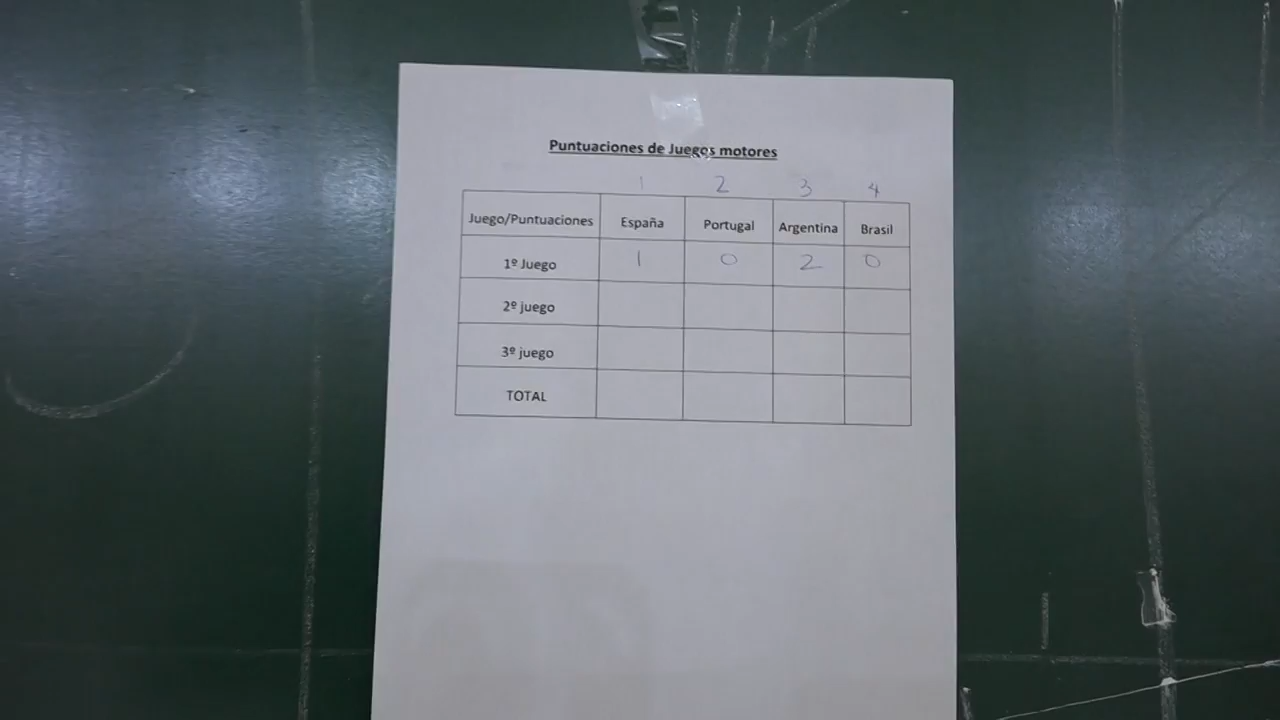 Puntuaciones de Juegos motores
1 2 3 4
Juego/Puntuaciones España Portugal Argentina Brasil
1º Juego 1 0 2 0
2º juego
3º juego
TOTAL